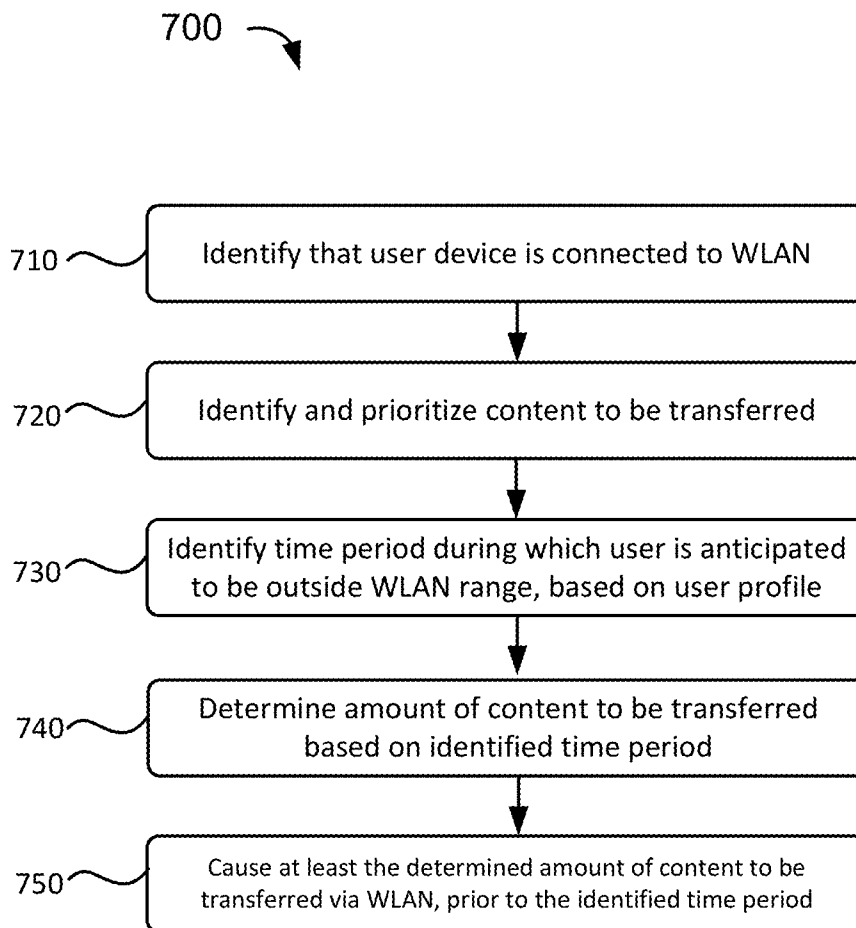 700
710
Identify that user device is connected to WLAN
720
Identify and prioritize content to be transferred
730
Identify time period during which user is anticipated
to be outside WLAN range, based on user profile
740
Determine amount of content to be transferred
based on identified time period
750
Cause at least the determined amount of content to be
transferred via WLAN, prior to the identified time period